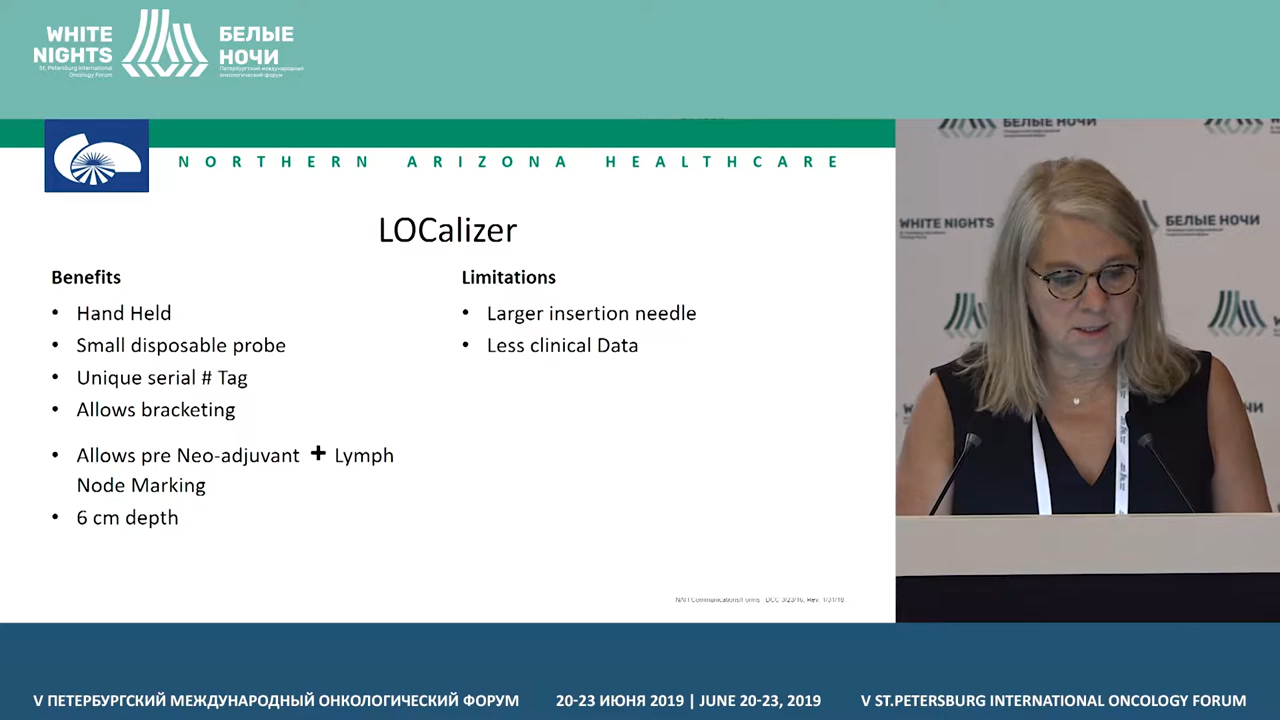 WHITE
NIGHTS
St. Petersburg International
Oncology Forum
БЕЛЫЕ
НОЧИ
Петербургский международный
онкологический форум
NORTHERN ARIZONA HEALTHCARE
LOCalizer
Benefits
• Hand Held
• Small disposable probe
• Unique serial # Tag
• Allows bracketing
• Allows pre Neo-adjuvant + Lymph
Node Marking
• 6 cm depth
Limitations
• Larger insertion needle
• Less clinical Data
БЕЛЫЕ НОЧИ
WHITE NIGHTS
БЕЛЫЕ НОЧИ
V ПЕТЕРБУРГСКИЙ МЕЖДУНАРОДНЫЙ ОНКОЛОГИЧЕСКИЙ ФОРУМ
20-23 ИЮНЯ 2019 | JUNE 20-23, 2019
V ST.PETERSBURG INTERNATIONAL ONCOLOGY FORUM